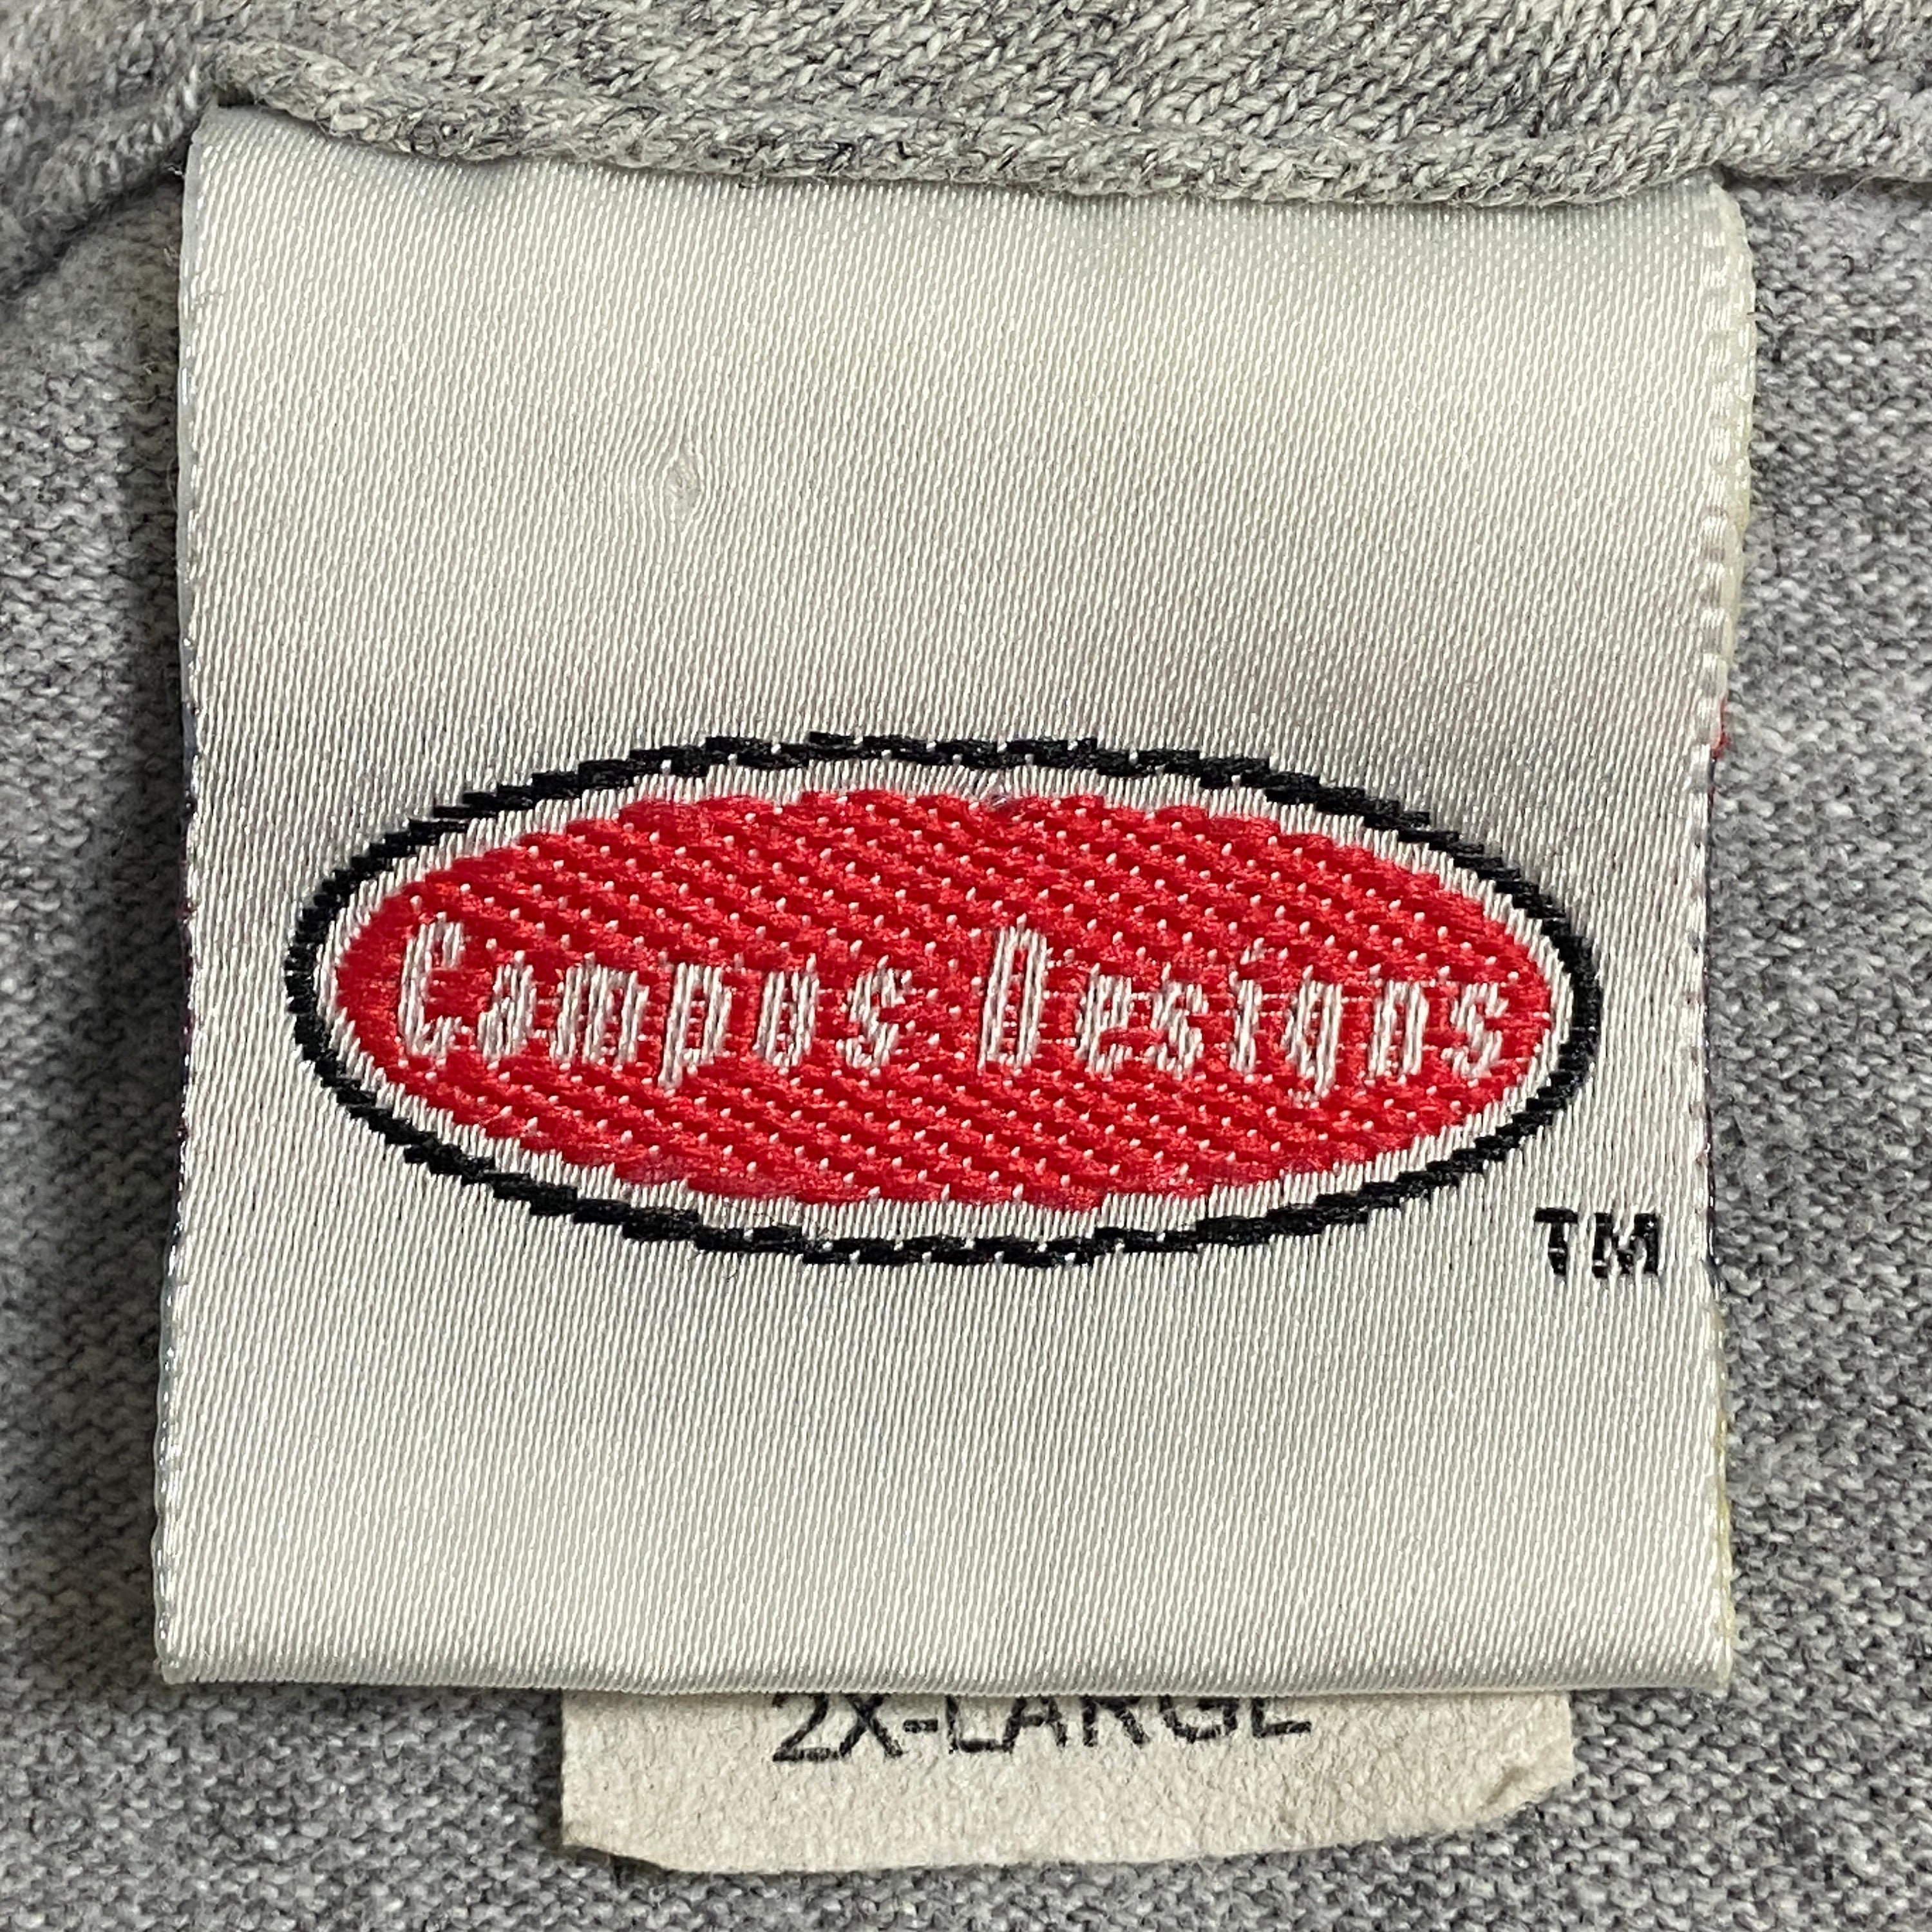 Campus Designs
TM
2X-LARGE